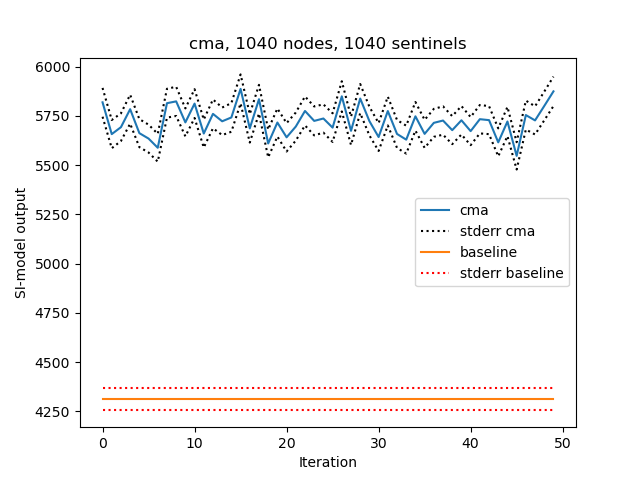 cma, 1040 nodes, 1040 sentinels
6000
5750
5500
5250
5000
4750
4500
4250
SI-model output
cma
stderr cma
baseline
stderr baseline
0 10 20 30 40 50
Iteration